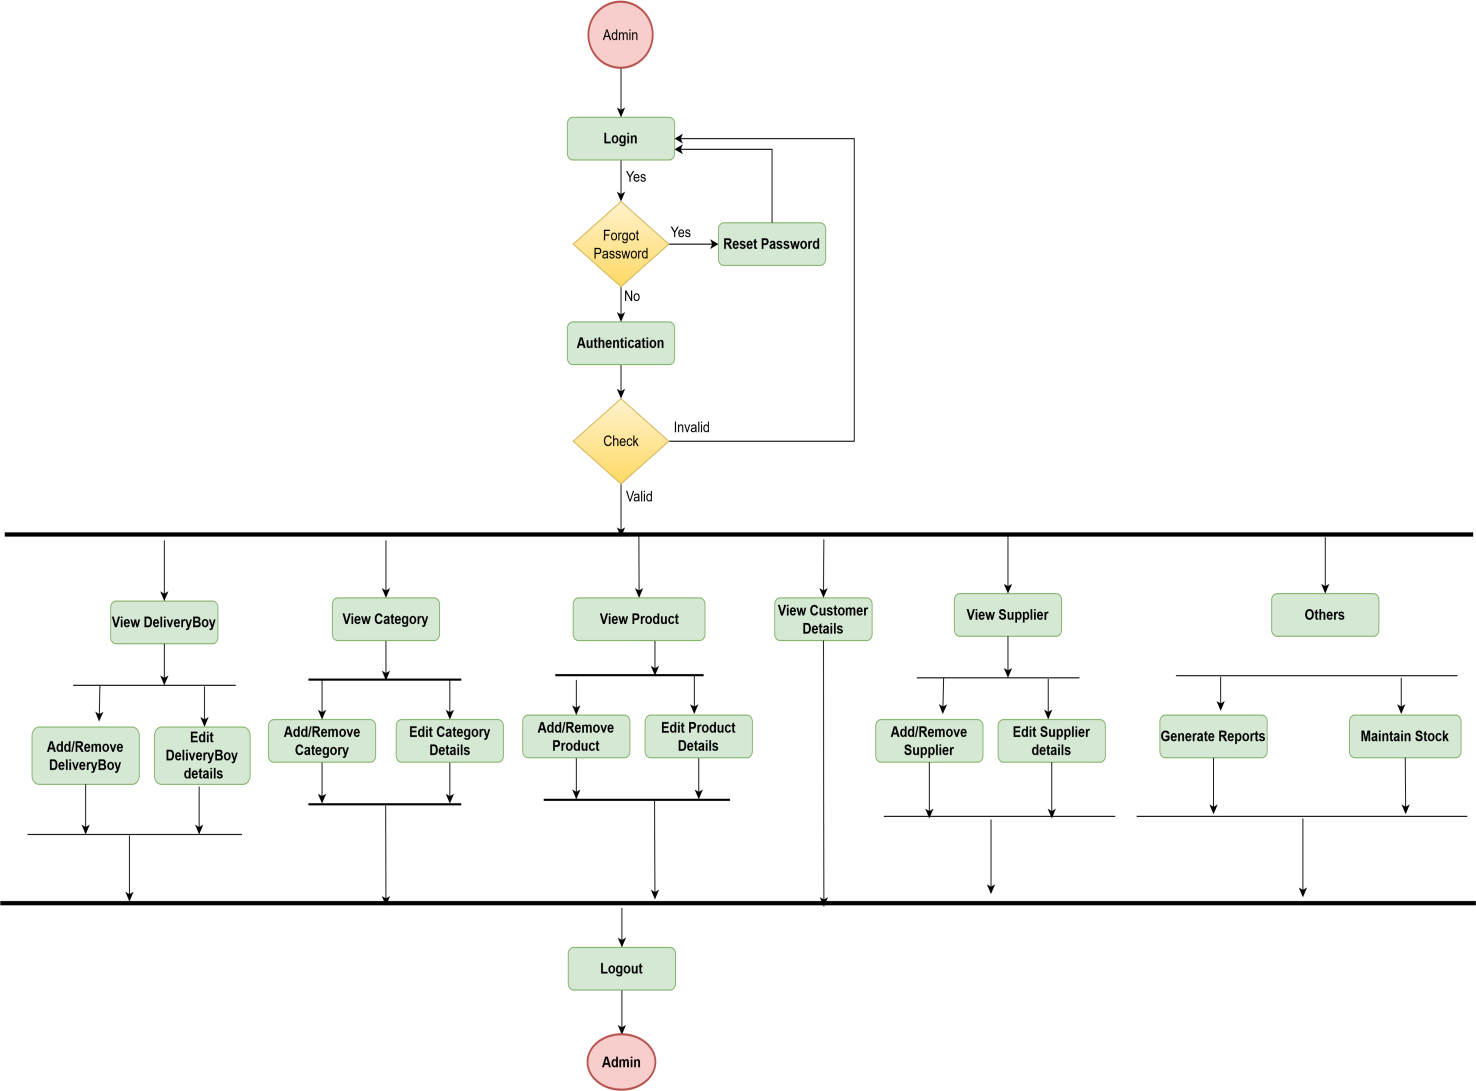 Admin
Login
Yes
Forgot
Password
Yes
Reset Password
No
Authentication
Check
Invalid
Valid
View DeliveryBoy
View Category
View Product
View Customer
Details
View Supplier
Others
Add/Remove
DeliveryBoy
Edit
DeliveryBoy
details
Add/Remove
Category
Edit Category
Details
Add/Remove
Product
Edit Product
Details
Add/Remove
Supplier
Edit Supplier
details
Generate Reports
Maintain Stock
Logout
Admin